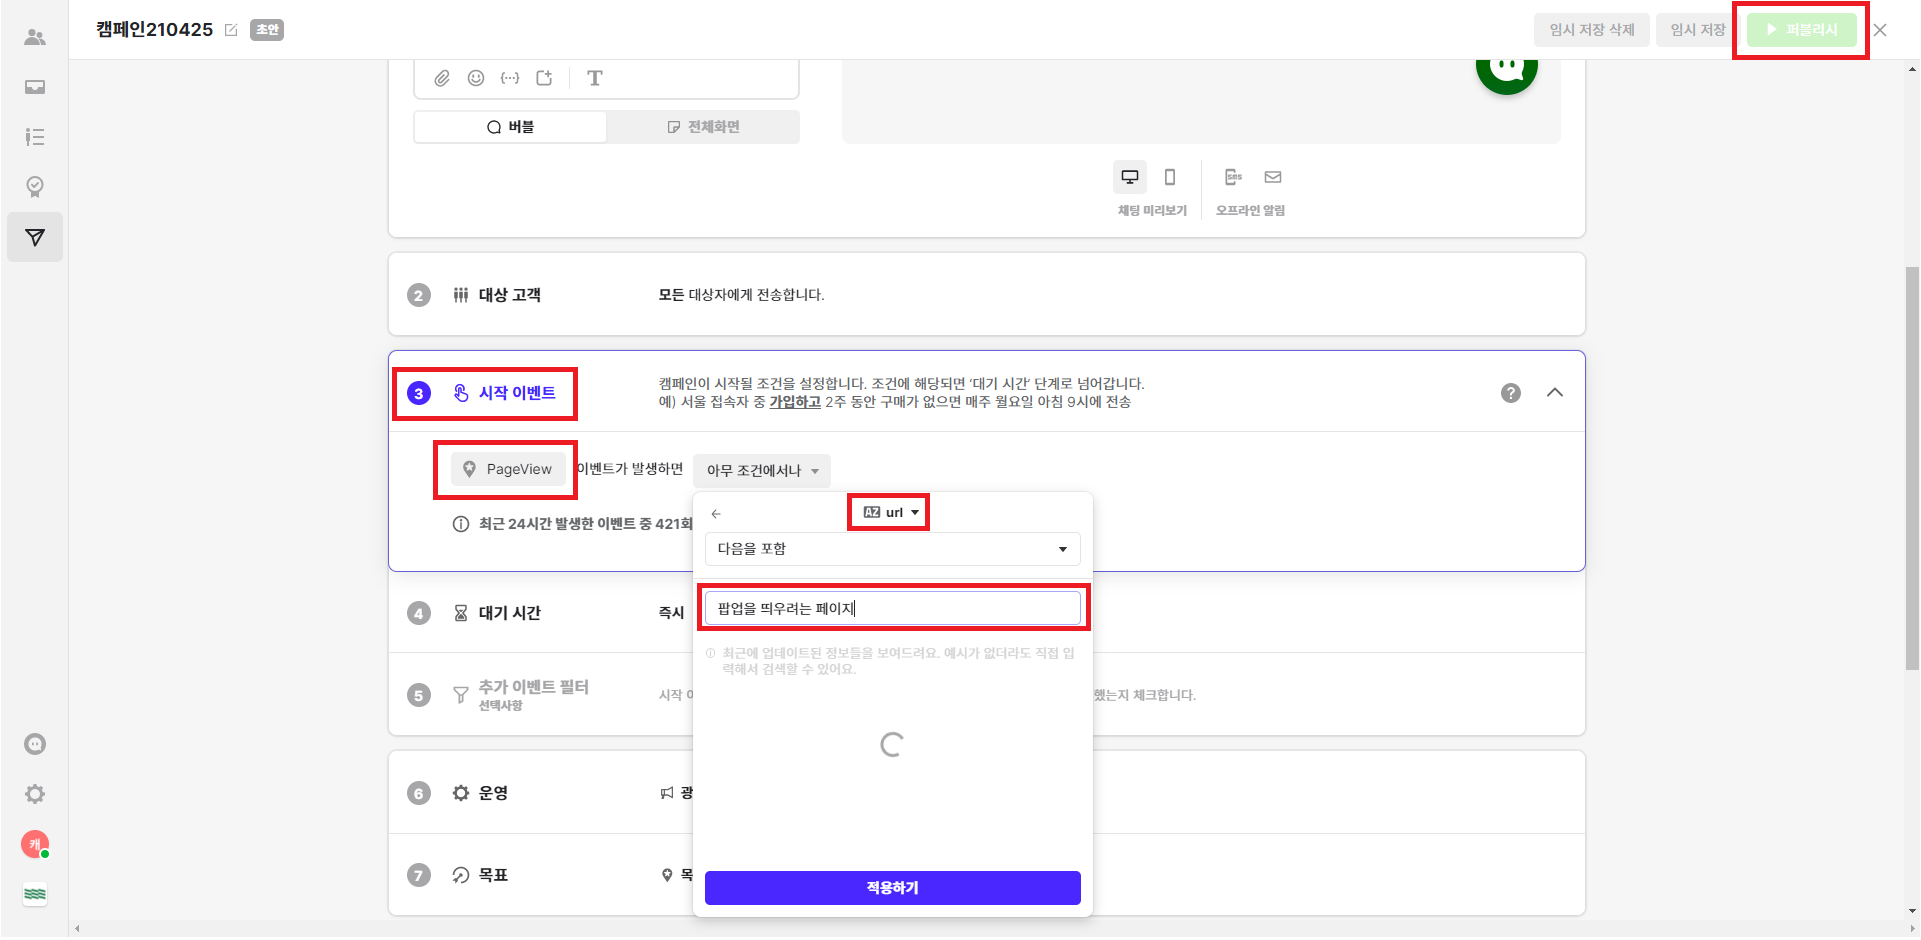 캠페인210425
초안
임시 저장 삭제
임시 저장
퍼블리시
T
버블
전체화면
sms
채팅 미리보기
오프라인 알림
2
대상 고객
모든 대상자에게 전송합니다.
3
시작 이벤트
캠페인이 시작될 조건을 설정합니다. 조건에 해당되면 ‘대기 시간’ 단계로 넘어갑니다.
예) 서울 접속자 중 가입하고 2주 동안 구매가 없으면 매주 월요일 아침 9시에 전송
?
PageView
이벤트가 발생하면
아무 조건에서나
최근 24시간 발생한 이벤트 중 421회
AZ url
다음을 포함
팝업을 띄우려는 페이지
최근에 업데이트된 정보들을 보여드려요. 예시가 없더라도 직접 입
력해서 검색할 수 있어요.
4
대기 시간
즉시
5
추가 이벤트 필터
선택사항
시작 이
했는지 체크합니다.
6
운영
광
7
목표
목
적용하기
캐